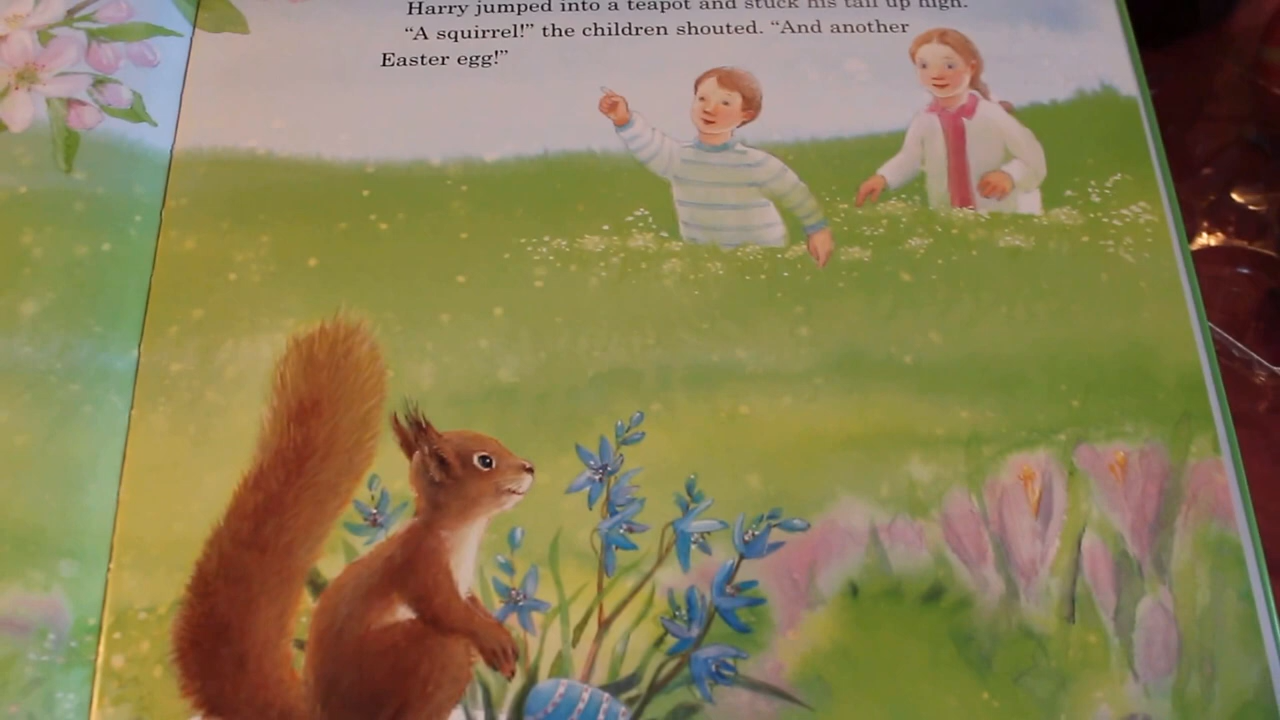 Harry jumped into a teapot and stuck his tail up high.
“A squirrel!” the children shouted. “And another
Easter egg!”